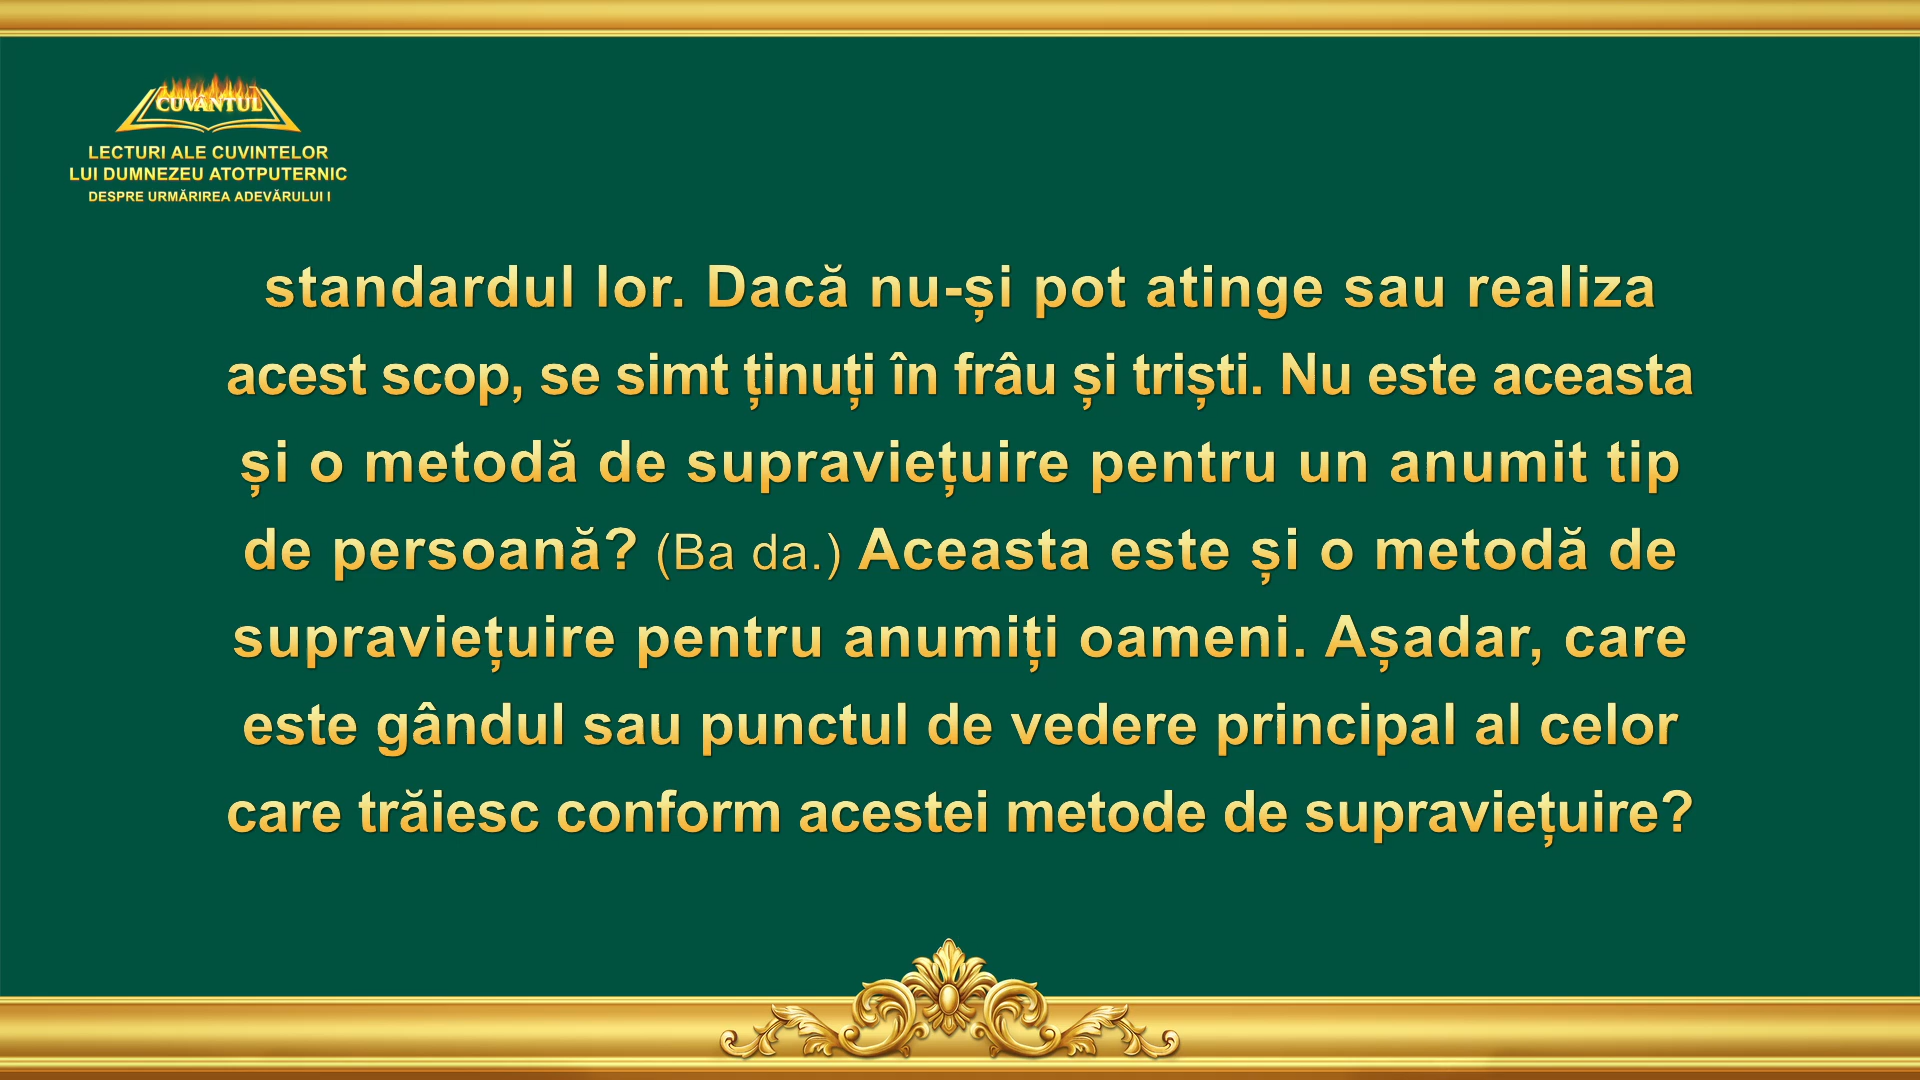 CUVÂNTUL
LECTURI ALE CUVINTELOR
LUI DUMNEZEU ATOTPUTERNIC
DESPRE URMĂRIREA ADEVĂRULUI I
standardul lor. Dacă nu-și pot atinge sau realiza
acest scop, se simt ținuți în frâu și triști. Nu este aceasta
și o metodă de supraviețuire pentru un anumit tip
de persoană? (Ba da.) Aceasta este și o metodă de
supraviețuire pentru anumiți oameni. Așadar, care
este gândul sau punctul de vedere principal al celor
care trăiesc conform acestei metode de supraviețuire?